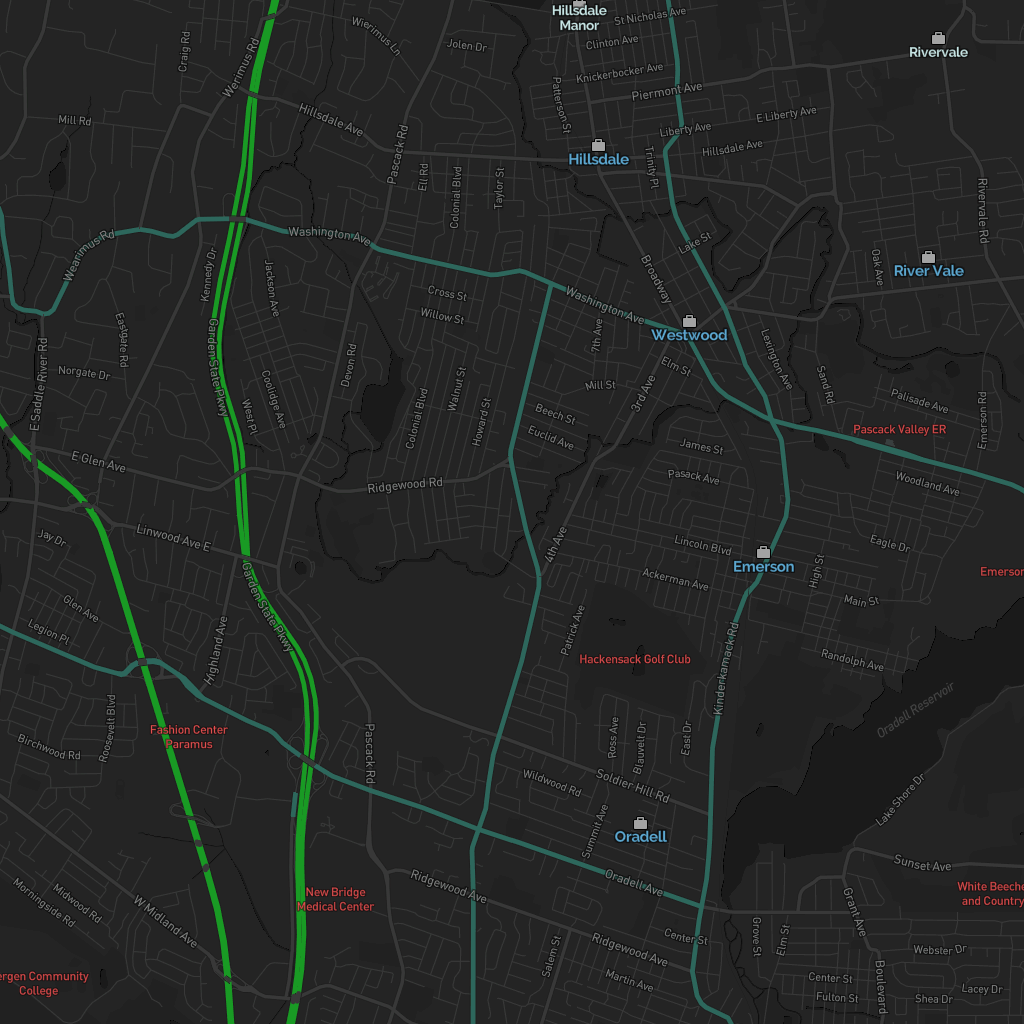 Hillsdale
Manor
St Nicholas Ave
Wierimus Ln
Craig Rd
Jolen Dr
Clinton Ave
Rivervale
Werimus Rd
Knickerbocker Ave
Piermont Ave
Patterson St
Mill Rd
Hillsdale Ave
E Liberty Ave
Liberty Ave
Pascack Rd
Hillsdale
Hillsdale Ave
Trinity Pl
Ell Rd
Colonial Blvd
Taylor St
Rivervale Rd
Wearimus Rd
Washington Ave
Lake St
Kennedy Dr
Jackson Ave
Broadway
Oak Ave
River Vale
Cross St
Washington Ave
Willow St
Eastgate Rd
Garden State Pkwy
7th Ave
Westwood
E Saddle River Rd
Devon Rd
Elm St
Lexington Ave
Norgate Dr
Coolidge Ave
Walnut St
Mill St
3rd Ave
Sand Rd
Palisade Ave
Emerson Rd
West Pl
Colonial Blvd
Howard St
Beech St
Euclid Ave
Pascack Valley ER
James St
E Glen Ave
Ridgewood Rd
Pasack Ave
Woodland Ave
Jay Dr
Linwood Ave E
4th Ave
Lincoln Blvd
Eagle Dr
Emerson
High St
Emerson
Ackerman Ave
Garden State Pkwy
Glen Ave
Legion Pl
Main St
Highland Ave
Patrick Ave
Hackensack Golf Club
Kinderkamack Rd
Randolph Ave
Oradell Reservoir
Roosevelt Blvd
Fashion Center
Paramus
Birchwood Rd
Pascack Rd
Ross Ave
Blauvelt Dr
East Dr
Wildwood Rd
Soldier Hill Rd
Lake Shore Dr
Summit Ave
Oradell
Sunset Ave
Oradell Ave
New Bridge
Medical Center
Ridgewood Ave
White Beeche
and Country
Morningside Rd
Midwood Rd
W Midland Ave
Grant Ave
Center St
Grove St
Elm St
Webster Dr
Salem St
Ridgewood Ave
ergen Community
College
Martin Ave
Center St
Fulton St
Boulevard
Shea Dr
Lacey Dr